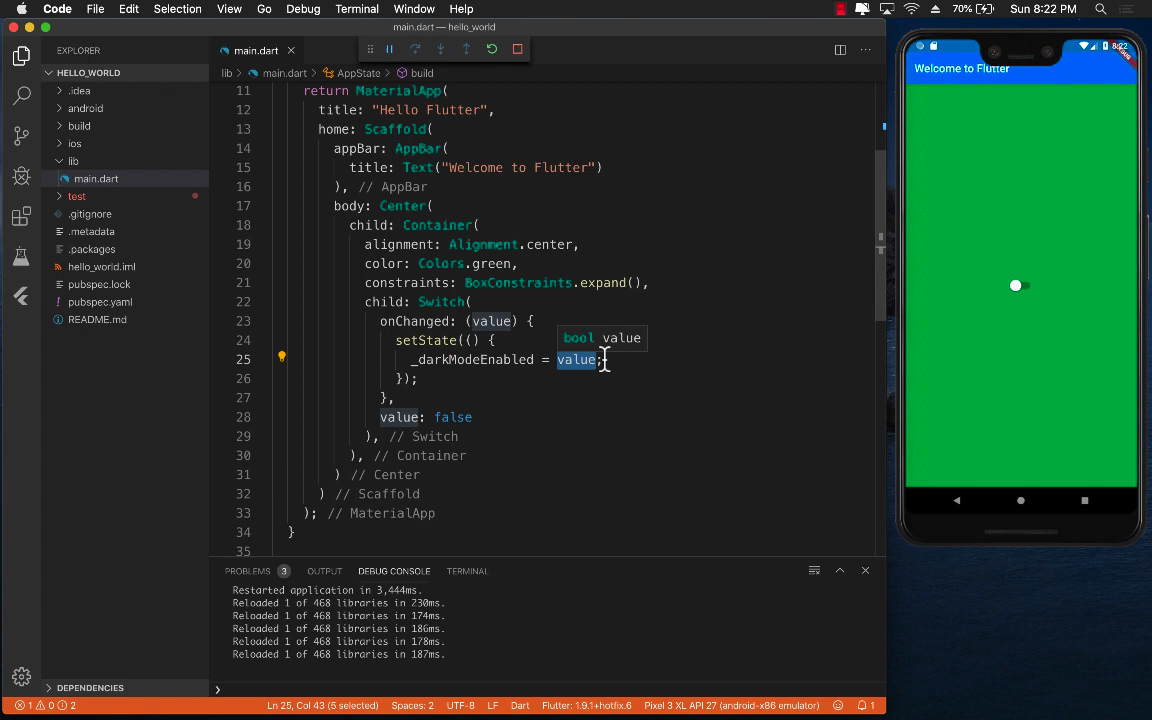 Code File Edit Selection View Go Debug Terminal Window Help
70% Sun 8:22 PM
main.dart — hello_world
EXPLORER
HELLO_WORLD
.idea
android
build
ios
lib
main.dart
test
.gitignore
.metadata
.packages
hello_world.iml
pubspec.lock
pubspec.yaml
README.md
DEPENDENCIES
main.dart
lib > main.dart > AppState > build
11 return MaterialApp(
12 title: "Hello Flutter",
13 home: Scaffold(
14 appBar: AppBar(
15 title: Text("Welcome to Flutter")
16 ), // AppBar
17 body: Center(
18 child: Container(
19 alignment: Alignment.center,
20 color: Colors.green,
21 constraints: BoxConstraints.expand(),
22 child: Switch(
23 onChanged: (value) {
24 setState(() {
bool value
25 _darkModeEnabled = value;
26 });
27 },
28 value: false
29 ), // Switch
30 ), // Container
31 ) // Center
32 ) // Scaffold
33 ); // MaterialApp
34 }
35
PROBLEMS 3 OUTPUT DEBUG CONSOLE TERMINAL
Restarted application in 3,444ms.
Reloaded 1 of 468 libraries in 230ms.
Reloaded 1 of 468 libraries in 174ms.
Reloaded 1 of 468 libraries in 186ms.
Reloaded 1 of 468 libraries in 178ms.
Reloaded 1 of 468 libraries in 187ms.
1 0 2 Ln 25, Col 43 (5 selected) Spaces: 2 UTF-8 LF Dart Flutter: 1.9.1+hotfix.6 Pixel 3 XL API 27 (android-x86 emulator) 1
8:22
Welcome to Flutter